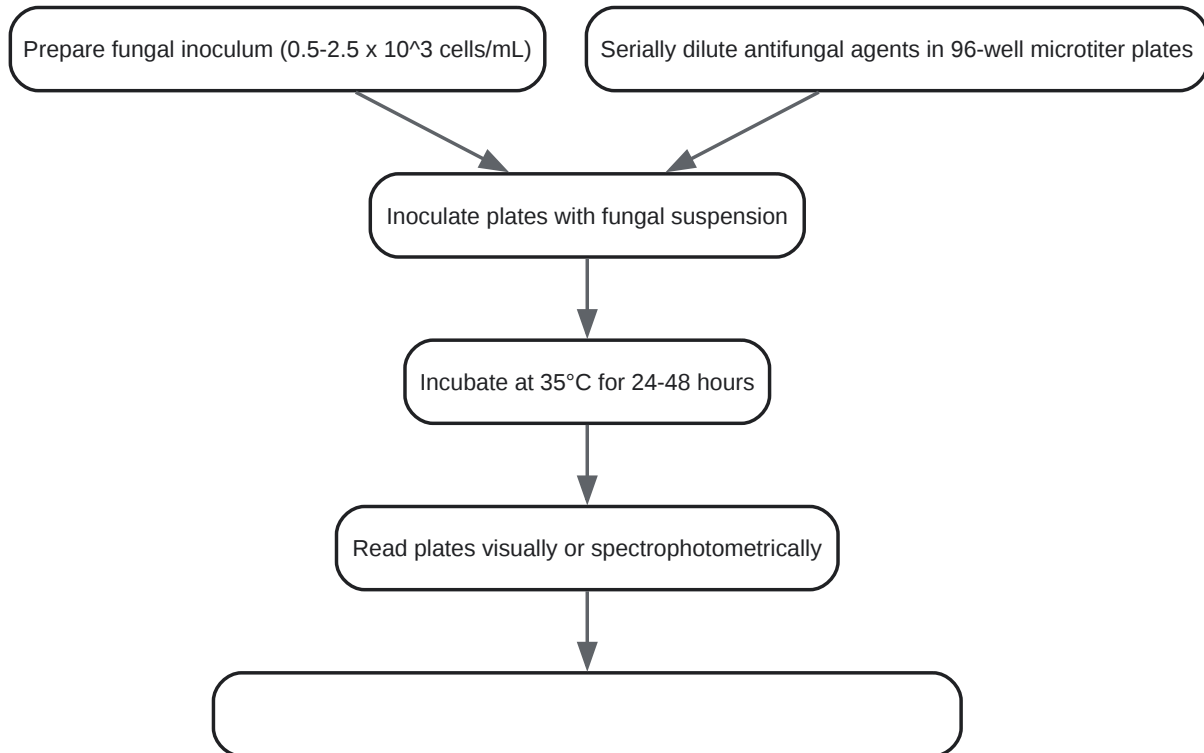 Prepare fungal inoculum (0.5-2.5 x 10^3 cells/mL)
Serially dilute antifungal agents in 96-well microtiter plates
Inoculate plates with fungal suspension
Incubate at 35°C for 24-48 hours
Read plates visually or spectrophotometrically